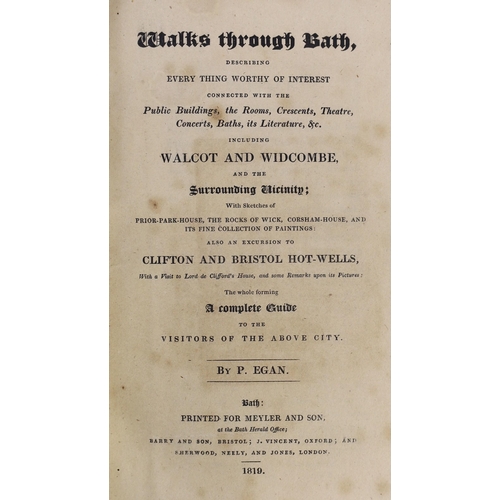 Walks through Bath,
DESCRIBING
EVERY THING WORTHY OF INTEREST
CONNECTED WITH THE
Public Buildings, the Rooms, Crescents, Theatre,
Concerts, Baths, its Literature, &c.
INCLUDING
WALCOT AND WIDCOMBE,
AND THE
Surrounding Vicinity;
With Sketches of
PRIOR-PARK-HOUSE, THE ROCKS OF WICK, CORSHAM-HOUSE, AND
ITS FINE COLLECTION OF PAINTINGS:
ALSO AN EXCURSION TO
CLIFTON AND BRISTOL HOT-WELLS,
With a Visit to Lord de Clifford's House, and some Remarks upon its Pictures:
The whole forming
A complete Guide
TO THE
VISITORS OF THE ABOVE CITY.
BY P. EGAN.
Bath:
PRINTED FOR MEYLER AND SON,
at the Bath Herald Office;
BARRY AND SON, BRISTOL; J. VINCENT, OXFORD; AND
SHERWOOD, NEELY, AND JONES, LONDON.
1819.